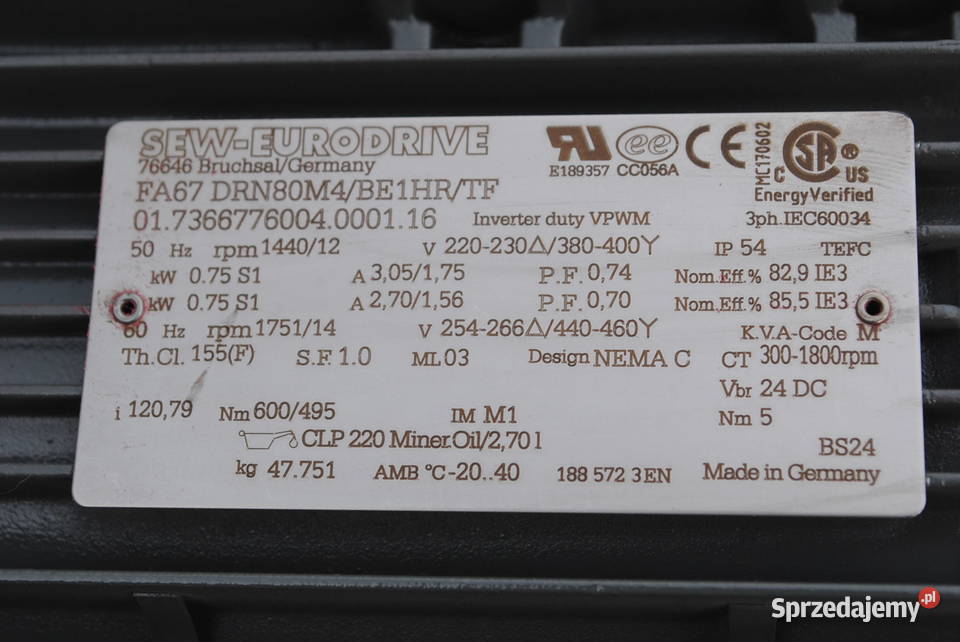 SEW-EURODRIVE
76646 Bruchsal/Germany
FA67 DRN80M4/BE1HR/TF
01.7366776004.0001.16 Inverter duty VPWM 3ph.IEC60034
E189357 CC056A
ee CE
MC170602
C SA ® US
EnergyVerified
50 Hz rpm 1440/12 V 220-230△/380-400Y IP 54 TEFC
kW 0.75 S1 A 3,05/1,75 P.F. 0,74 Nom.Eff.% 82,9 IE3
kW 0.75 S1 A 2,70/1,56 P.F. 0,70 Nom.Eff.% 85,5 IE3
60 Hz rpm 1751/14 V 254-266△/440-460Y K.V.A-Code M
Th.Cl. 155(F) S.F. 1.0 ML 03 Design NEMA C CT 300-1800rpm
Vbr 24 DC
i 120,79 Nm 600/495 IM M1 Nm 5
CLP 220 Miner.Oil/2,70 l BS24
kg 47.751 AMB °C -20..40 188 572 3 EN Made in Germany
Sprzedajemy .pl